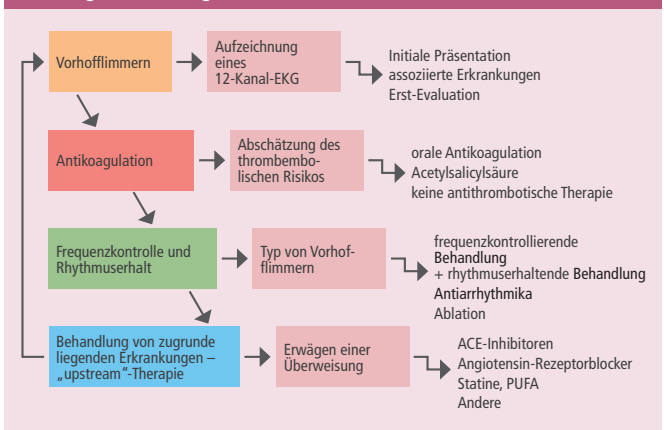 Vorhofflimmern
Aufzeichnung
eines
12-Kanal-EKG
Initiale Präsentation
assoziierte Erkrankungen
Erst-Evaluation
Antikoagulation
Abschätzung des
thrombembo-
lischen Risikos
orale Antikoagulation
Acetylsalicylsäure
keine antithrombotische Therapie
Frequenzkontrolle und
Rhythmuserhalt
Typ von Vorhof-
flimmern
frequenzkontrollierende
Behandlung
+ rhythmuserhaltende Behandlung
Antiarrhythmika
Ablation
Behandlung von zugrunde
liegenden Erkrankungen –
„upstream"-Therapie
Erwägen einer
Überweisung
ACE-Inhibitoren
Angiotensin-Rezeptorblocker
Statine, PUFA
Andere